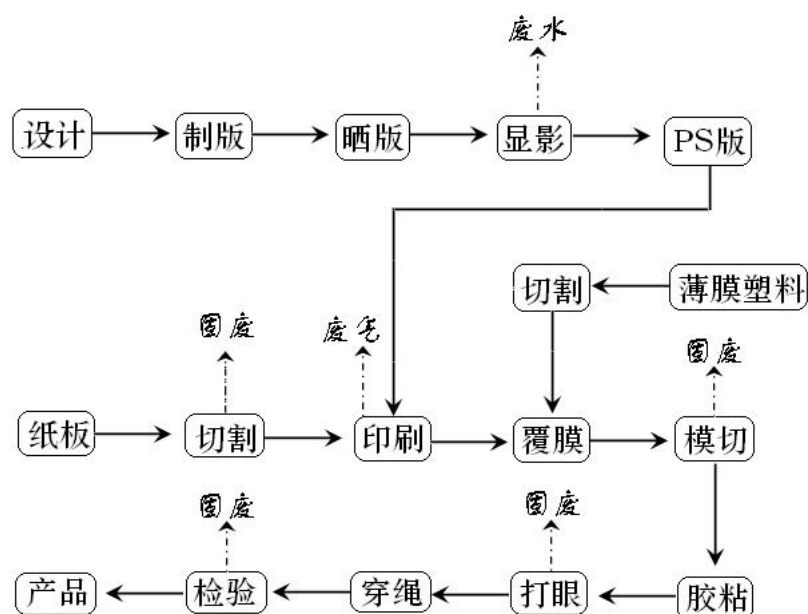 废水
设计 制版 晒版 显影 PS版
切割 薄膜塑料
固废 废气 固废
纸板 切割 印刷 覆膜 模切
固废 固废
产品 检验 穿绳 打眼 胶粘